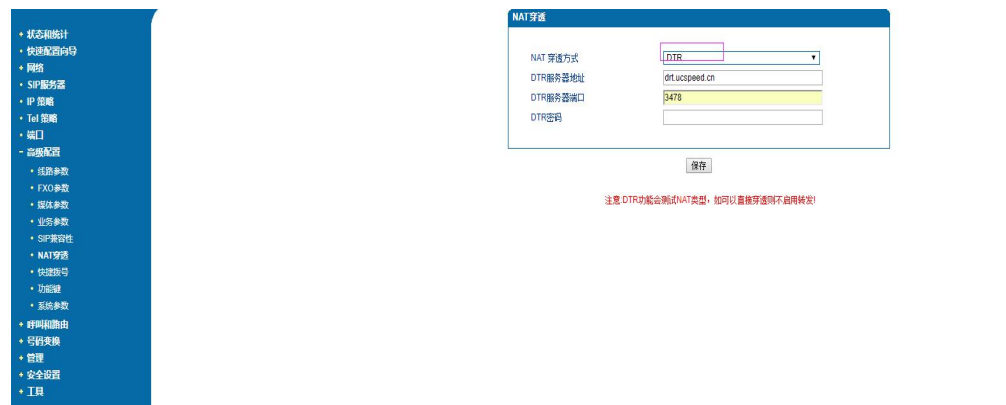 状态和统计
快速配置向导
网络
SIP服务器
IP 策略
Tel 策略
端口
高级配置
线路参数
FXO参数
媒体参数
业务参数
SIP兼容性
NAT穿透
快捷拨号
功能键
系统参数
呼叫和路由
号码变换
管理
安全设置
工具
NAT穿透
NAT 穿透方式 DTR
DTR服务器地址 drt.ucspeed.cn
DTR服务器端口 3478
DTR密码
保存
注意:DTR功能会测试NAT类型，如可以直接穿透则不启用转发!